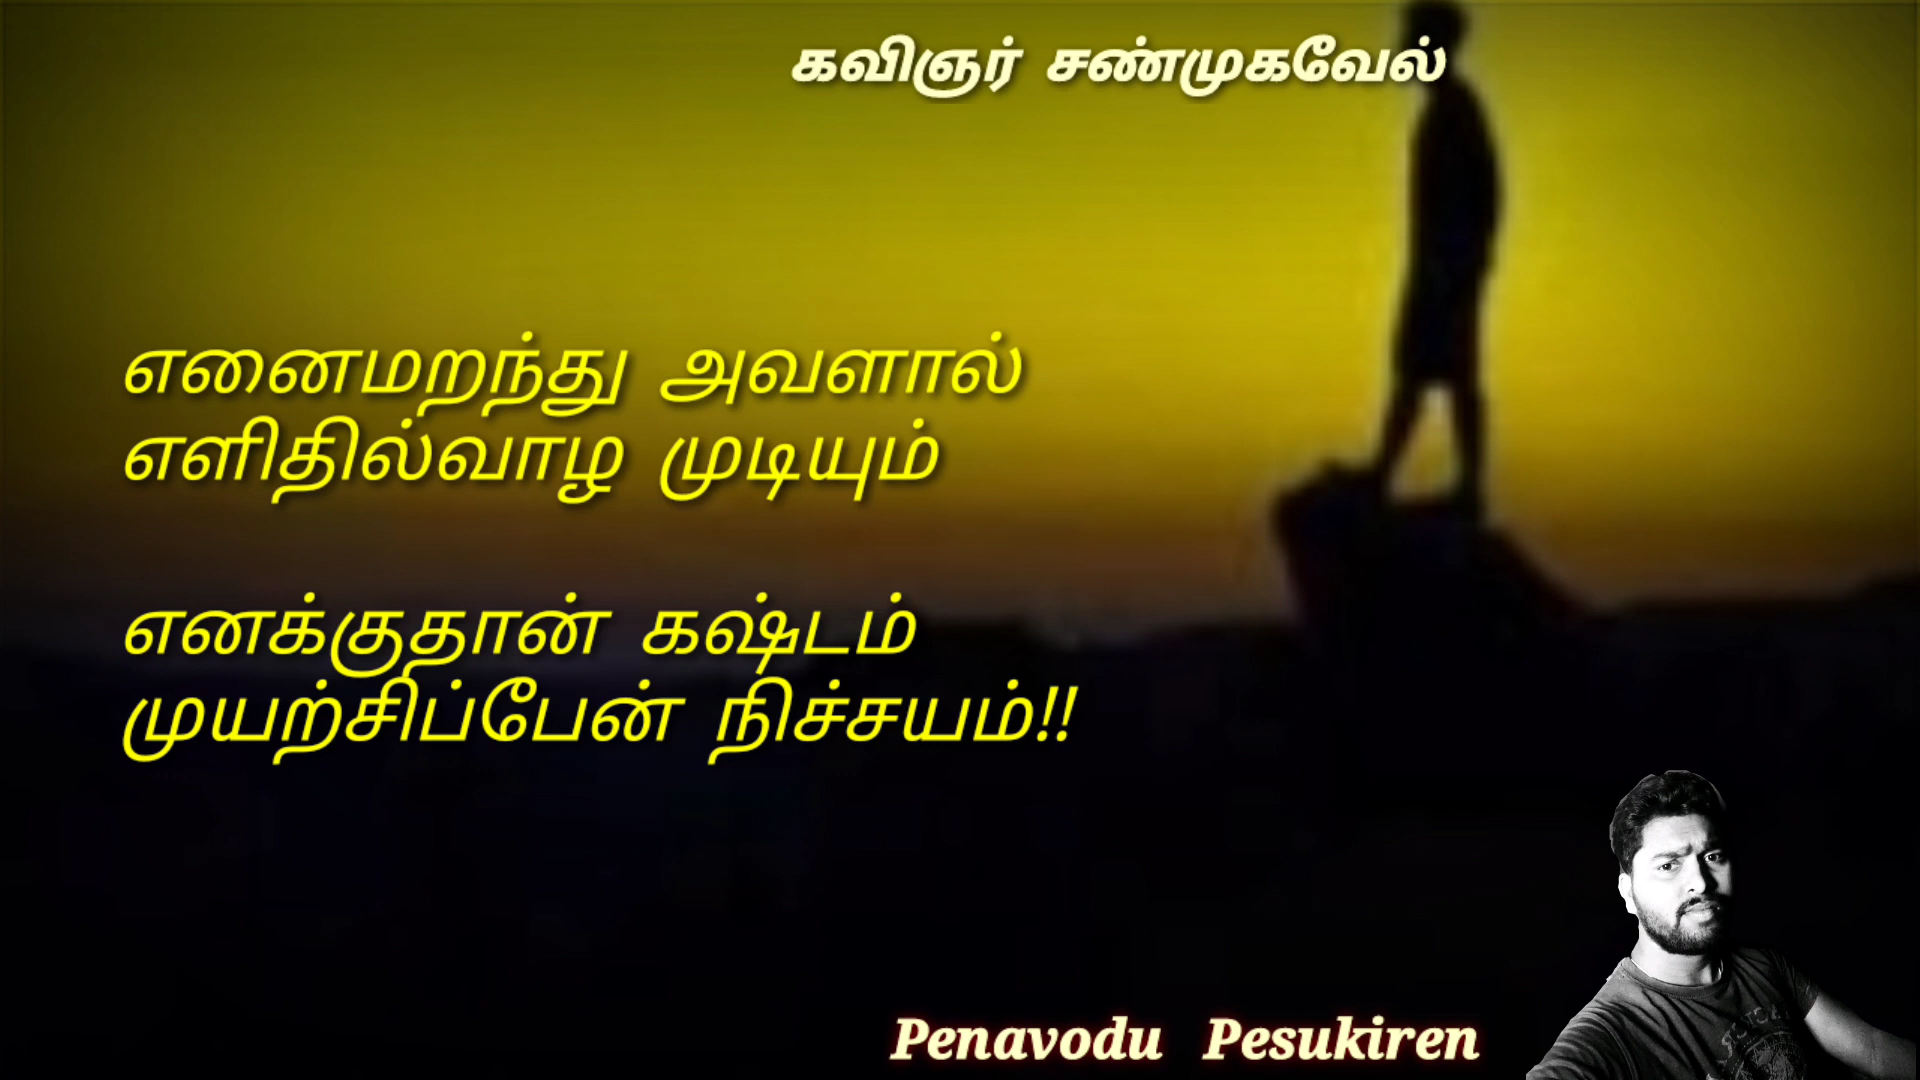 கவிஞர் சண்முகவேல்
எனைமறந்து அவளால்
எளிதில்வாழ முடியும்
எனக்குதான் கஷ்டம்
முயற்சிப்பேன் நிச்சயம்!!
Penavodu Pesukiren